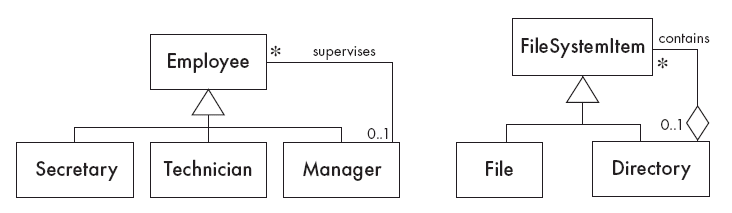 Employee
*
supervises
0..1
Secretary
Technician
Manager
FileSystemItem
contains
*
0..1
File
Directory